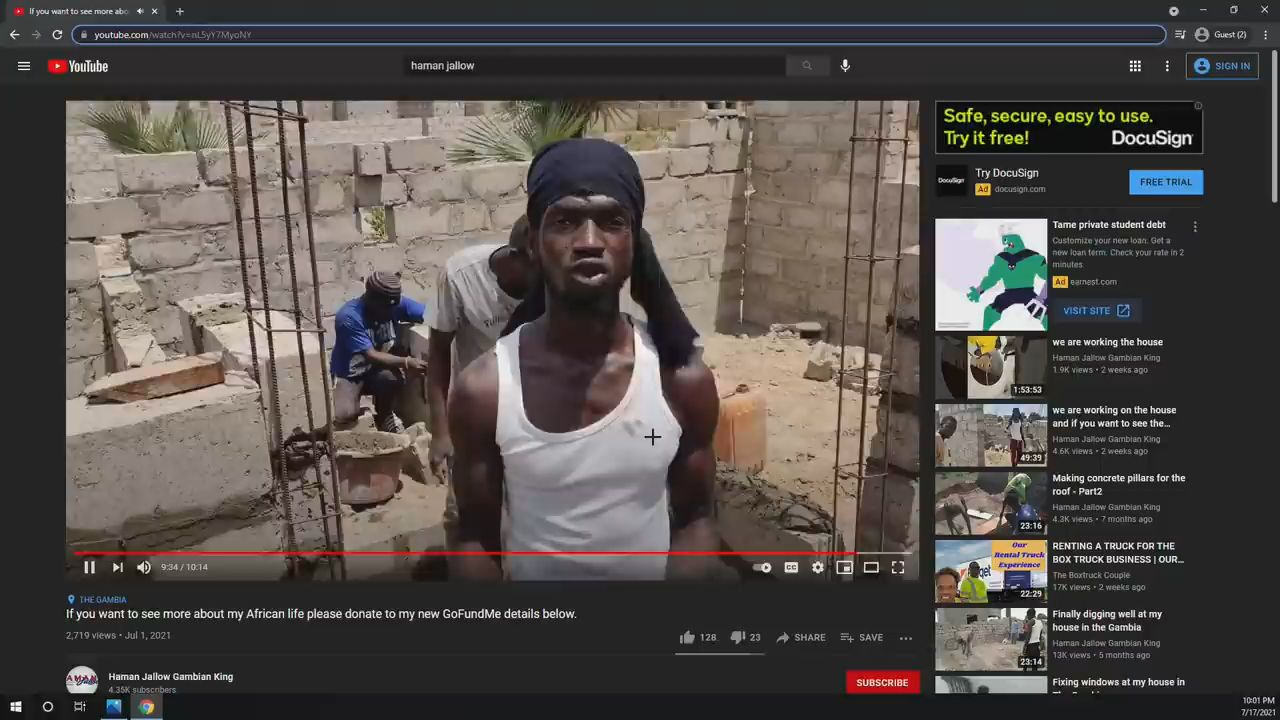 If you want to see more abo
youtube.com/watch?v=nL5yY7MyoNY
Guest (2)
YouTube
haman jallow
SIGN IN
9:34 / 10:14
THE GAMBIA
If you want to see more about my African life please donate to my new GoFundMe details below.
2,719 views • Jul 1, 2021
128
23
SHARE
SAVE
Haman Jallow Gambian King
4.35K subscribers
SUBSCRIBE
Safe, secure, easy to use.
Try it free!
DocuSign
DocuSign
Try DocuSign
Ad docusign.com
FREE TRIAL
Tame private student debt
Customize your new loan. Get a
new loan term. Check your rate in 2
minutes.
Ad earnest.com
VISIT SITE
we are working the house
Haman Jallow Gambian King
1.9K views • 2 weeks ago
1:53:53
we are working on the house
and if you want to see the...
Haman Jallow Gambian King
4.6K views • 2 weeks ago
49:39
Making concrete pillars for the
roof - Part2
Haman Jallow Gambian King
4.3K views • 7 months ago
23:16
Our
Rental Truck
Experience
RENTING A TRUCK FOR THE
BOX TRUCK BUSINESS | OUR...
The Boxtruck Couple
17K views • 2 weeks ago
22:29
Finally digging well at my
house in the Gambia
Haman Jallow Gambian King
13K views • 5 months ago
23:14
Fixing windows at my house in
10:01 PM
7/17/2021